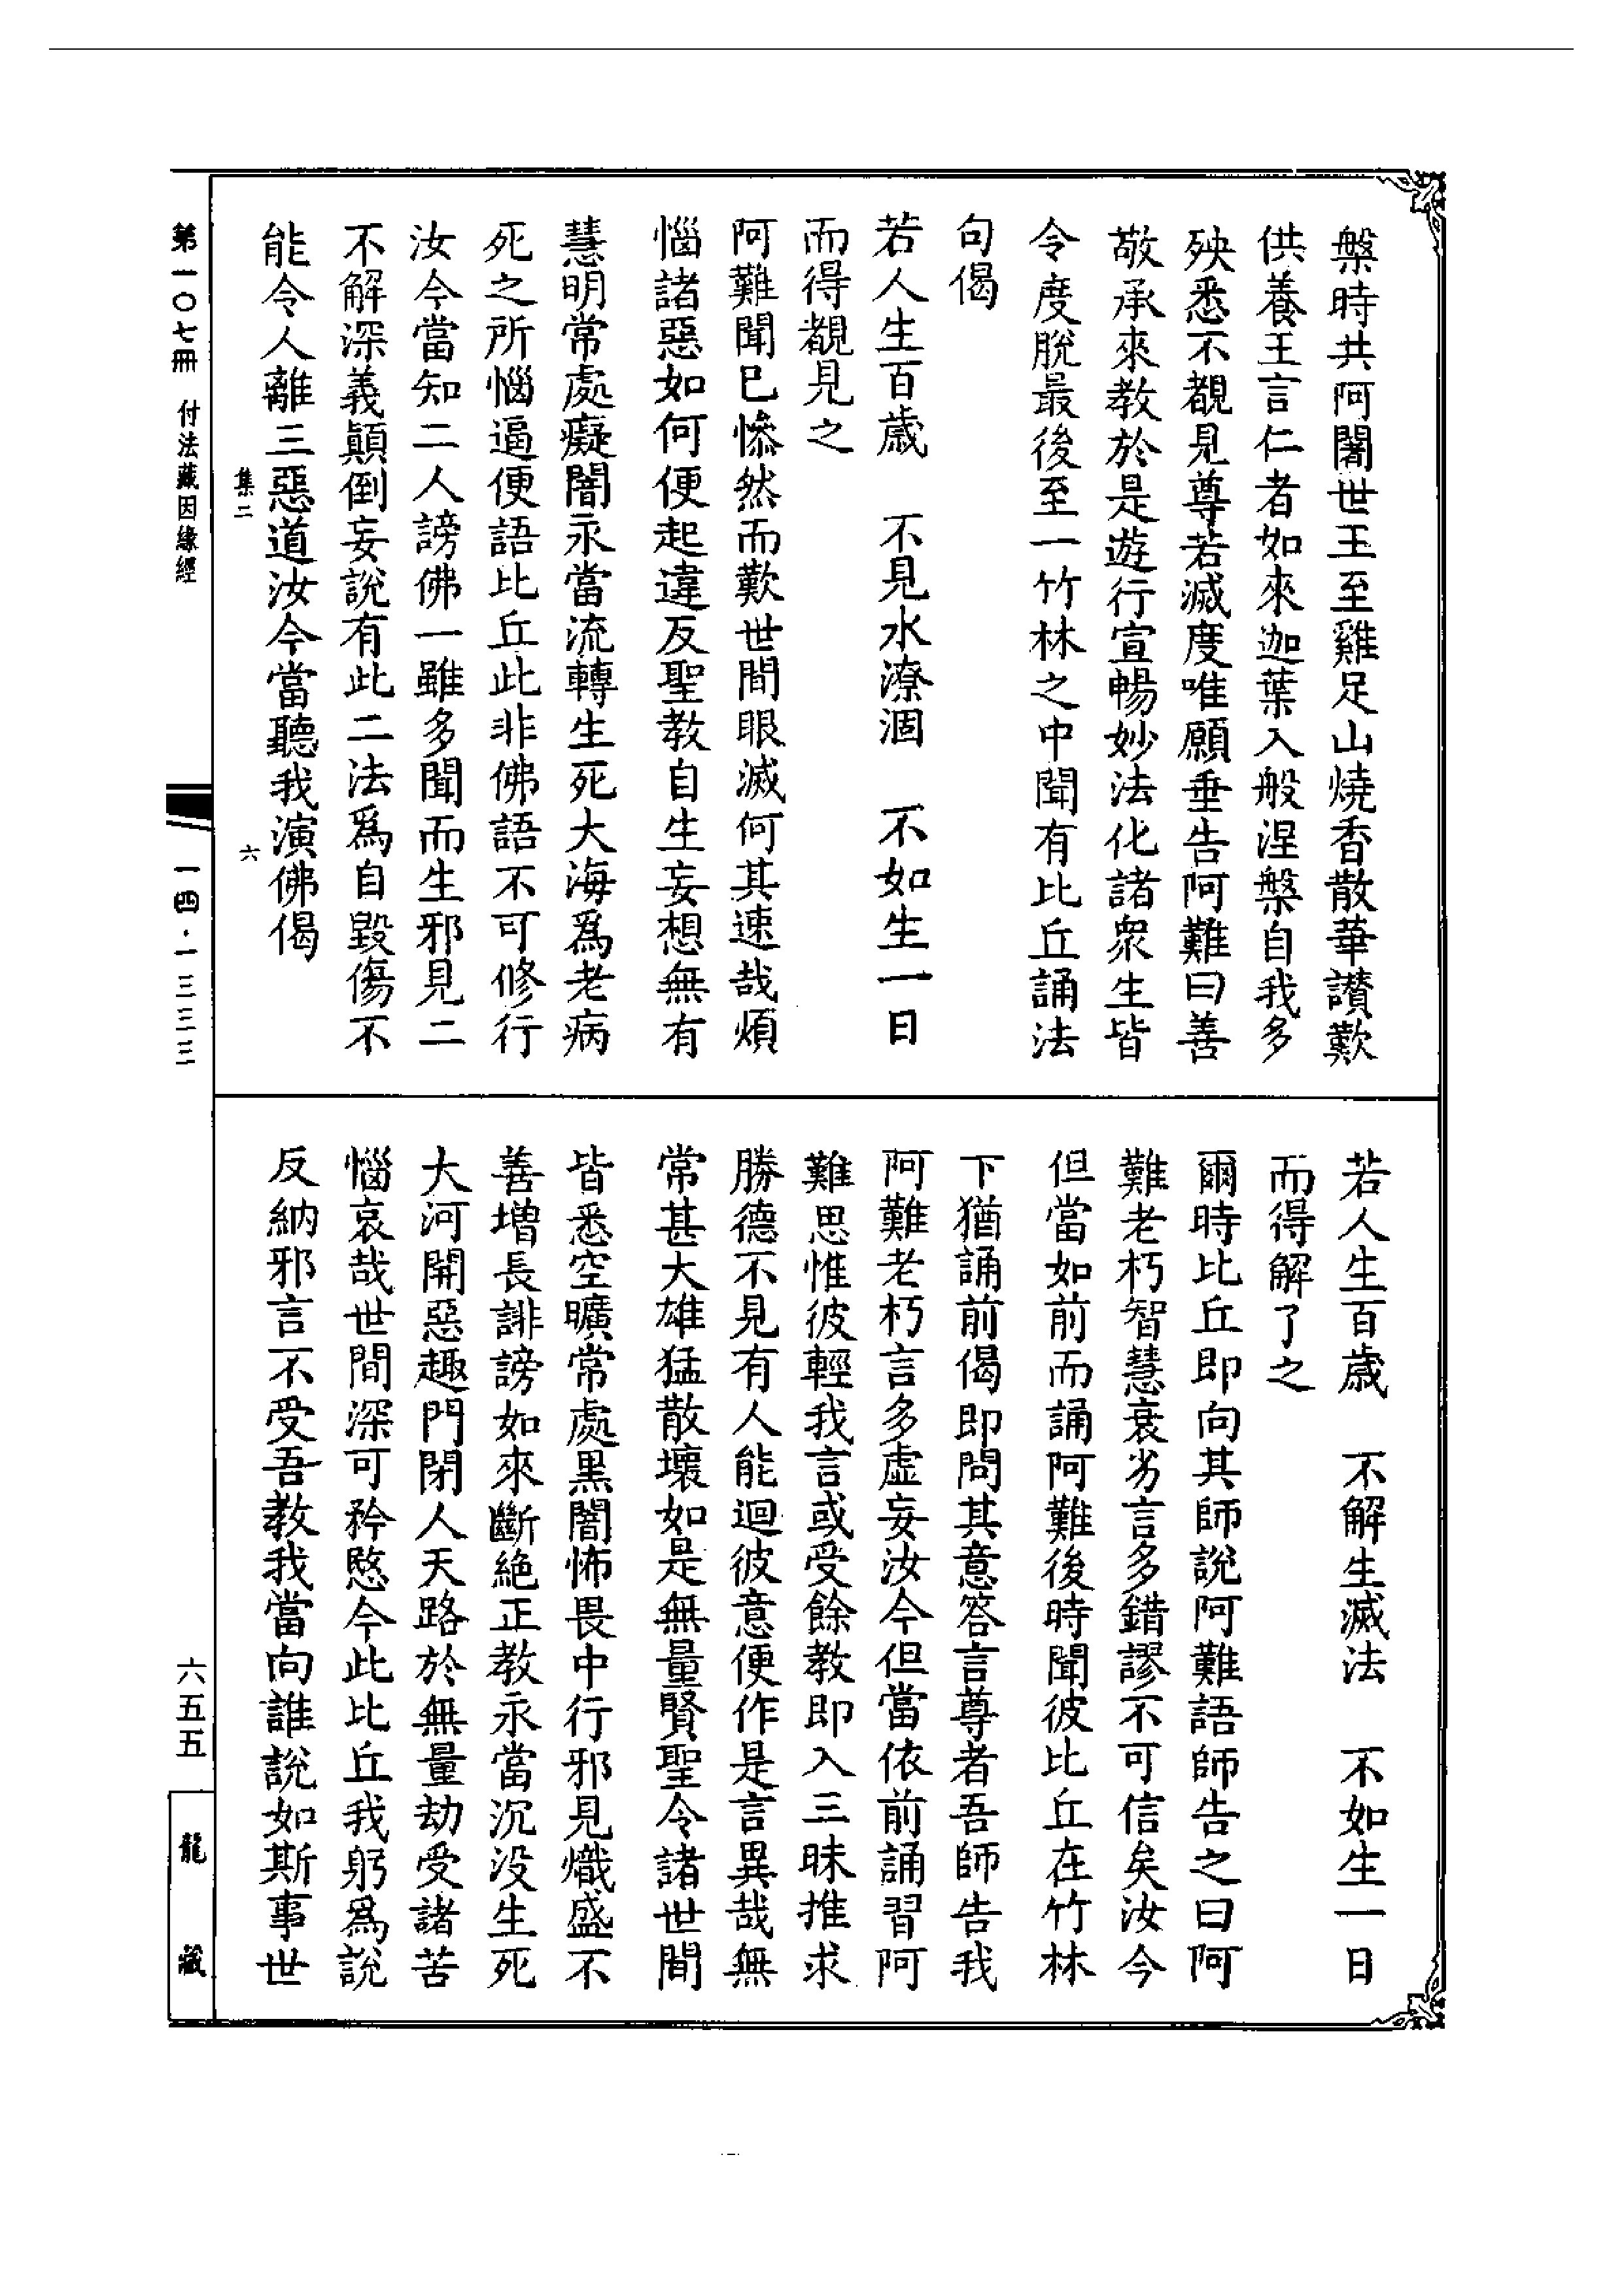 槃時共阿闍世王至雞足山燒香散華讚歎
供養王言仁者如來迦葉入般涅槃自我多
殃悉不覩見尊若滅度唯願垂告阿難曰善
敬承來教於是遊行宣暢妙法化諸衆生皆
令度脫最後至一竹林之中聞有比丘誦法
句偈
若人生百歲　不見水潦涸　不如生一日
而得覩見之
阿難聞已慘然而歎世間眼滅何其速哉煩
惱諸惡如何便起違反聖教自生妄想無有
慧明常處癡闇永當流轉生死大海爲老病
死之所惱逼便語比丘此非佛語不可修行
汝今當知二人謗佛一雖多聞而生邪見二
不解深義顛倒妄說有此二法爲自毀傷不
能令人離三惡道汝今當聽我演佛偈
若人生百歲　不解生滅法　不如生一日
而得解了之
爾時比丘即向其師說阿難語師告之曰阿
難老朽智慧衰劣言多錯謬不可信矣汝今
但當如前而誦阿難後時聞彼比丘在竹林
下猶誦前偈即問其意答言尊者吾師告我
阿難老朽言多虛妄汝今但當依前誦習阿
難思惟彼輕我言或受餘教即入三昧推求
勝德不見有人能迴彼意便作是言異哉無
常甚大雄猛散壞如是無量賢聖令諸世間
皆悉空曠常處黑闇怖畏中行邪見熾盛不
善增長誹謗如來斷絕正教永當沉沒生死
大河開惡趣門閉人天路於無量劫受諸苦
惱哀哉世間深可矜愍今此比丘我躬爲說
反納邪言不受吾教我當向誰說如斯事世
集二
六
第一〇七冊　付法藏因緣經
一四·一三三三
六五五
龍藏